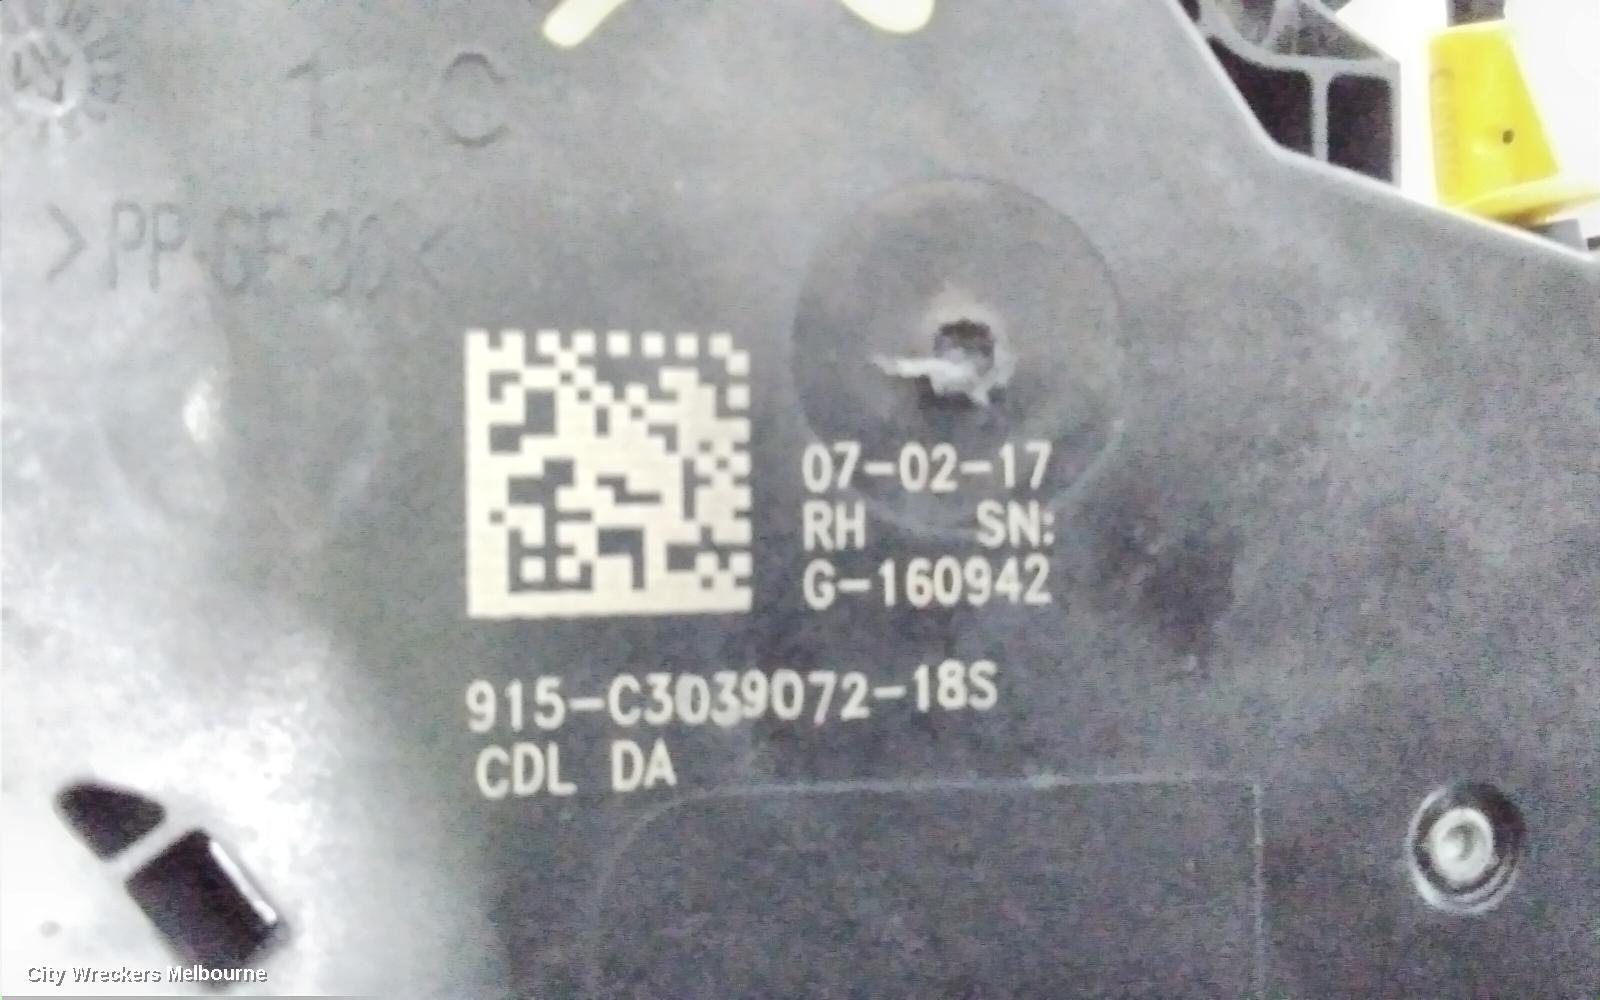 1 C
>PP-GF-30<
07-02-17
RH SN:
G-160942
915-C3039072-18S
CDL DA
City Wreckers Melbourne